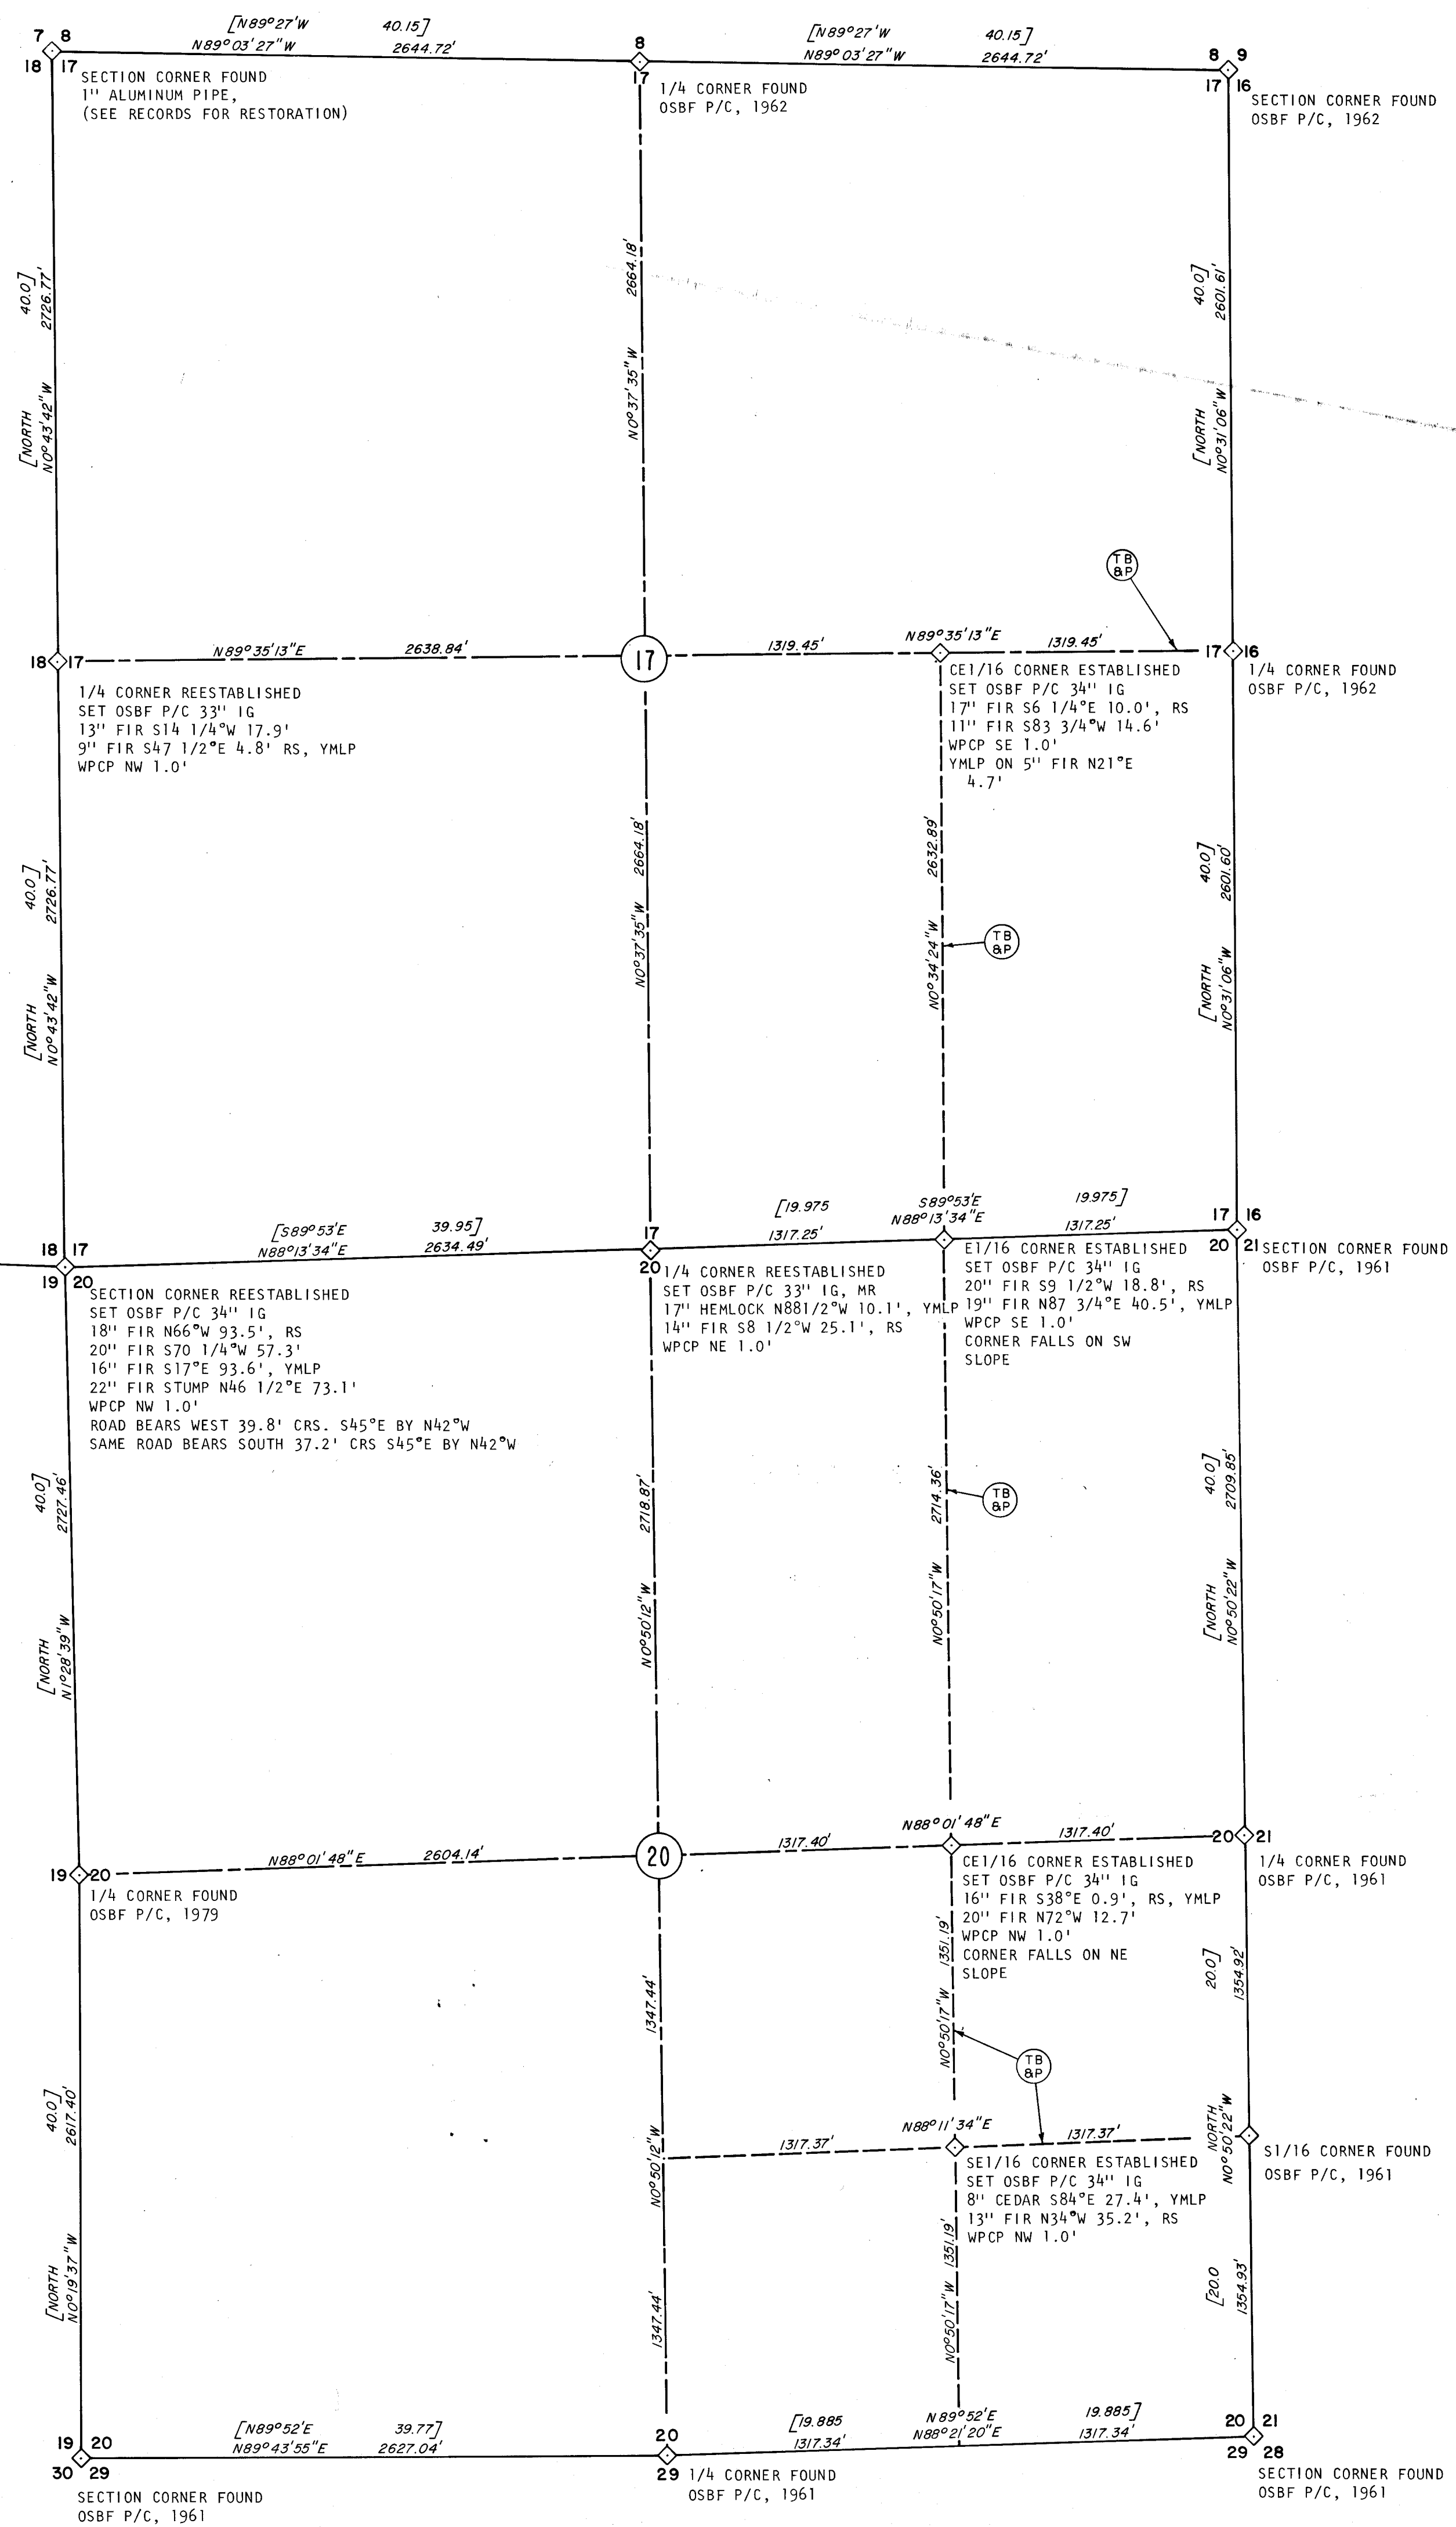 [N89°27'W 40.15]
N89°03'27"W 2644.72'
[N89°27'W 40.15]
N89°03'27"W 2644.72'
7 8
18 17
8
17
8 9
17 16
SECTION CORNER FOUND
1" ALUMINUM PIPE,
(SEE RECORDS FOR RESTORATION)
1/4 CORNER FOUND
OSBF P/C, 1962
SECTION CORNER FOUND
OSBF P/C, 1962
[NORTH 40.0]
N0°43'42"W 2726.77'
N0°37'35"W 2664.18'
[NORTH 40.0]
N0°31'06"W 2601.61'
TB
&P
18 17
N89°35'13"E 2638.84'
17
1319.45' N89°35'13"E 1319.45'
17 16
1/4 CORNER REESTABLISHED
SET OSBF P/C 33" IG
13" FIR S14 1/4°W 17.9'
9" FIR S47 1/2°E 4.8' RS, YMLP
WPCP NW 1.0'
CE1/16 CORNER ESTABLISHED
SET OSBF P/C 34" IG
17" FIR S6 1/4°E 10.0', RS
11" FIR S83 3/4°W 14.6'
WPCP SE 1.0'
YMLP ON 5" FIR N21°E
4.7'
1/4 CORNER FOUND
OSBF P/C, 1962
[NORTH 40.0]
N0°43'42"W 2726.77'
N0°37'35"W 2664.18'
N0°34'24"W 2632.89'
TB
&P
[NORTH 40.0]
N0°31'06"W 2601.60'
[S89°53'E 39.95]
N88°13'34"E 2634.49'
[19.975 S89°53'E 19.975]
1317.25' N88°13'34"E 1317.25'
18 17
19 20
17
20
17 16
20 21
SECTION CORNER REESTABLISHED
SET OSBF P/C 34" IG
18" FIR N66°W 93.5', RS
20" FIR S70 1/4°W 57.3'
16" FIR S17°E 93.6', YMLP
22" FIR STUMP N46 1/2°E 73.1'
WPCP NW 1.0'
ROAD BEARS WEST 39.8' CRS. S45°E BY N42°W
SAME ROAD BEARS SOUTH 37.2' CRS S45°E BY N42°W
1/4 CORNER REESTABLISHED
SET OSBF P/C 33" IG, MR
17" HEMLOCK N881/2°W 10.1', YMLP
14" FIR S8 1/2°W 25.1', RS
WPCP NE 1.0'
E1/16 CORNER ESTABLISHED
SET OSBF P/C 34" IG
20" FIR S9 1/2°W 18.8', RS
19" FIR N87 3/4°E 40.5', YMLP
WPCP SE 1.0'
CORNER FALLS ON SW
SLOPE
SECTION CORNER FOUND
OSBF P/C, 1961
[NORTH 40.0]
N1°28'39"W 2727.46'
N0°50'12"W 2718.87'
N0°50'17"W 2714.36'
TB
&P
[NORTH 40.0]
N0°50'22"W 2709.85'
19 20
N88°01'48"E 2604.14'
20
1317.40' N88°01'48"E 1317.40'
20 21
1/4 CORNER FOUND
OSBF P/C, 1979
CE1/16 CORNER ESTABLISHED
SET OSBF P/C 34" IG
16" FIR S38°E 0.9', RS, YMLP
20" FIR N72°W 12.7'
WPCP NW 1.0'
CORNER FALLS ON NE
SLOPE
1/4 CORNER FOUND
OSBF P/C, 1961
[NORTH 40.0]
N0°19'37"W 2617.40'
1347.44'
N0°50'12"W
1347.44'
N0°50'17"W 1351.19'
TB
&P
20.0]
1354.92'
NORTH
N0°50'22"W
[20.0
1354.93'
1317.37' N88°11'34"E 1317.37'
SE1/16 CORNER ESTABLISHED
SET OSBF P/C 34" IG
8" CEDAR S84°E 27.4', YMLP
13" FIR N34°W 35.2', RS
WPCP NW 1.0'
S1/16 CORNER FOUND
OSBF P/C, 1961
N0°50'17"W 1351.19'
[N89°52'E 39.77]
N89°43'55"E 2627.04'
[19.885 N89°52'E 19.885]
1317.34' N88°21'20"E 1317.34'
19 20
30 29
20
29
20 21
29 28
SECTION CORNER FOUND
OSBF P/C, 1961
1/4 CORNER FOUND
OSBF P/C, 1961
SECTION CORNER FOUND
OSBF P/C, 1961